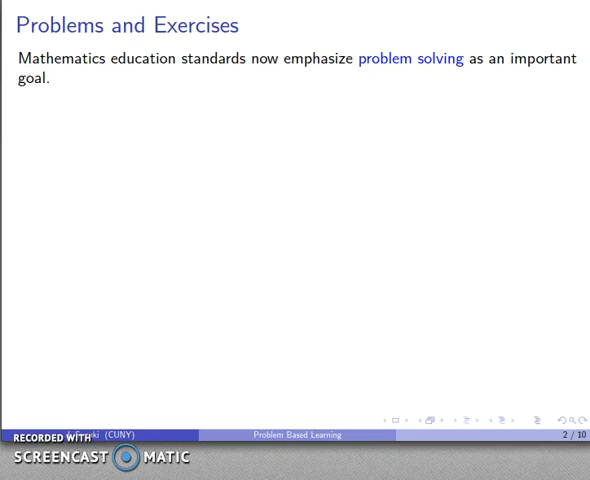 Problems and Exercises
Mathematics education standards now emphasize problem solving as an important
goal.
(CUNY)
Problem Based Learning
2 / 10
RECORDED WITH
SCREENCAST MATIC